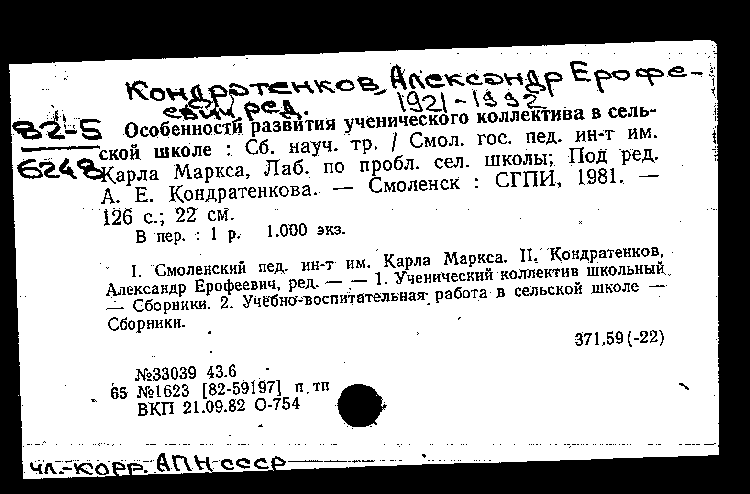 Кондратенков, Александр Ерофе-
евич, ред. 1921-1992
82-5
6248
Особенности развития ученического коллектива в сель-
ской школе : Сб. науч. тр. / Смол. гос. пед. ин-т им.
Карла Маркса, Лаб. по пробл. сел. школы; Под ред.
А. Е. Кондратенкова. — Смоленск : СГПИ, 1981. —
126 с.; 22 см.
В пер. : 1 р. 1.000 экз.
I. Смоленский пед. ин-т им. Карла Маркса. II. Кондратенков,
Александр Ерофеевич, ред. — — 1. Ученический коллектив школьный
— Сборники. 2. Учебно-воспитательная работа в сельской школе —
Сборники.
371.59 (-22)
№33039 43.6
65 №1623 [82-59197] п тп
ВКП 21.09.82 О-754
чл.-корр. АПН СССР